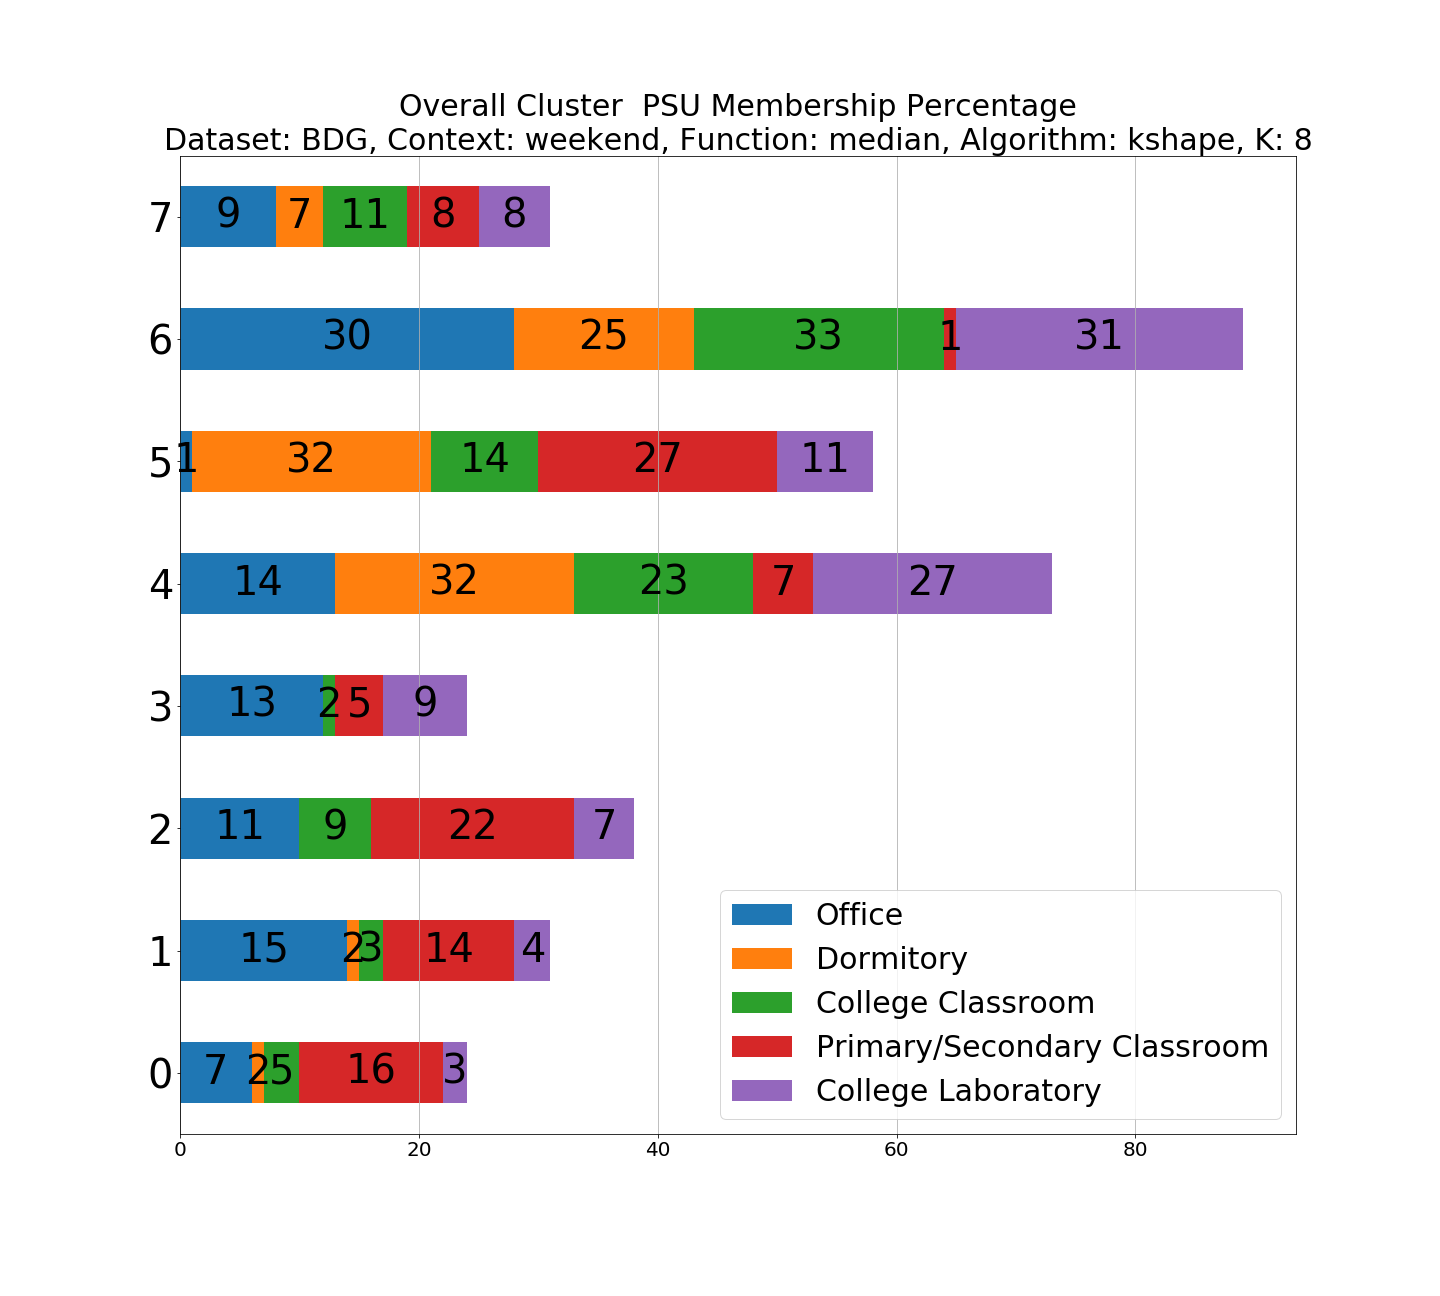 Overall Cluster  PSU Membership Percentage
Dataset: BDG, Context: weekend, Function: median, Algorithm: kshape, K: 8
7 9 7 11 8 8
6 30 25 33 1 31
5 1 32 14 27 11
4 14 32 23 7 27
3 13 2 5 9
2 11 9 22 7
1 15 2 3 14 4
0 7 2 5 16 3
Office
Dormitory
College Classroom
Primary/Secondary Classroom
College Laboratory
0 20 40 60 80